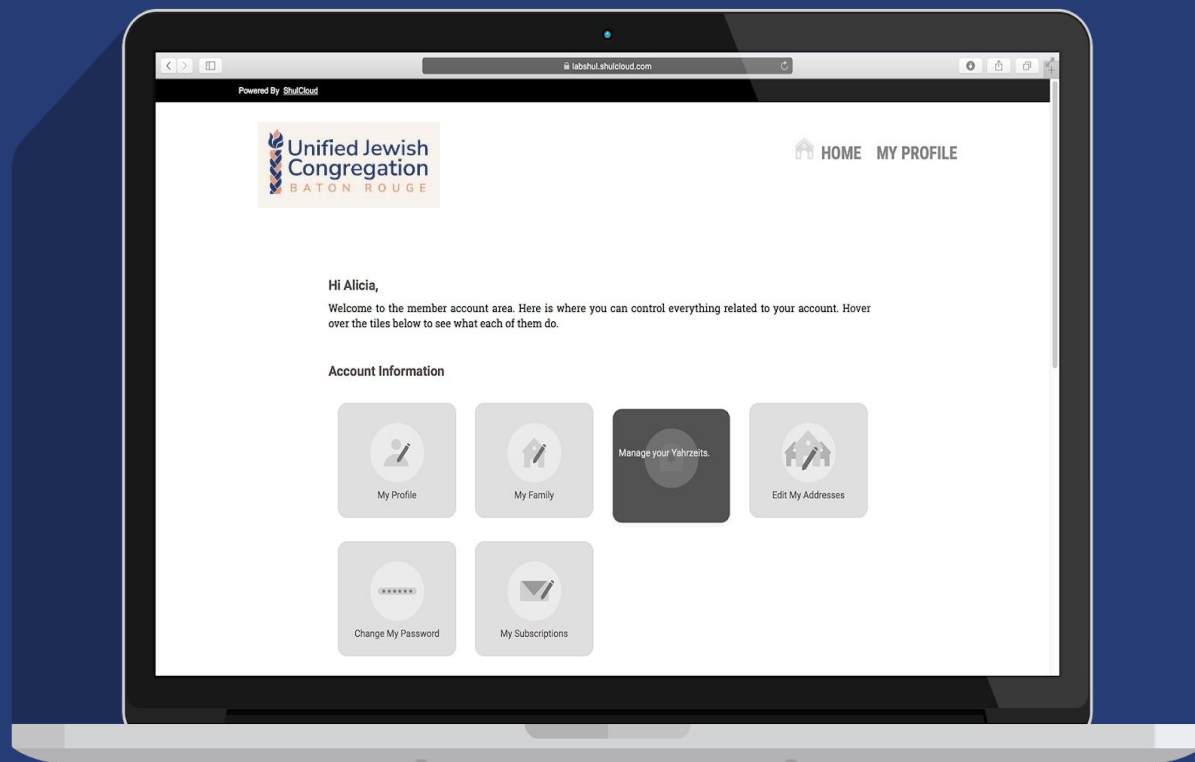 labshul.shulcloud.com
Powered By ShulCloud
Unified Jewish
Congregation
BATON ROUGE
HOME MY PROFILE
Hi Alicia,
Welcome to the member account area. Here is where you can control everything related to your account. Hover
over the tiles below to see what each of them do.
Account Information
My Profile
My Family
Manage your Yahrzeits.
Edit My Addresses
Change My Password
My Subscriptions